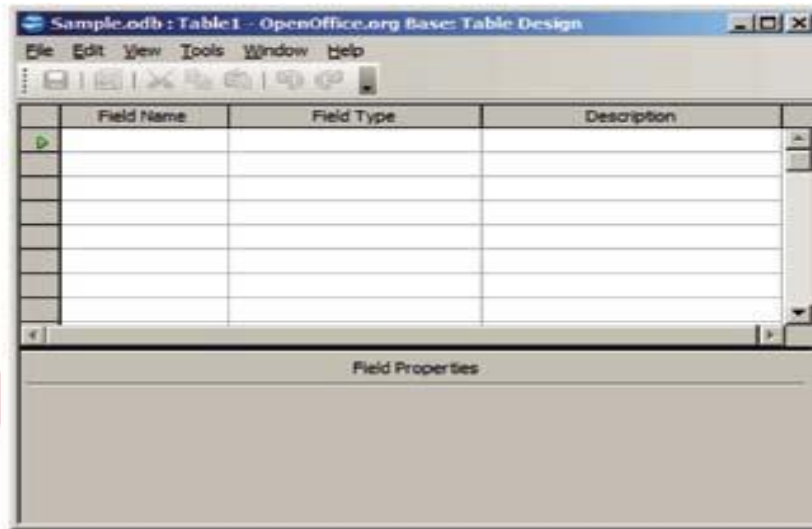 Sample.odb : Table1 - OpenOffice.org Base: Table Design
File Edit View Tools Window Help
Field Name Field Type Description
Field Properties